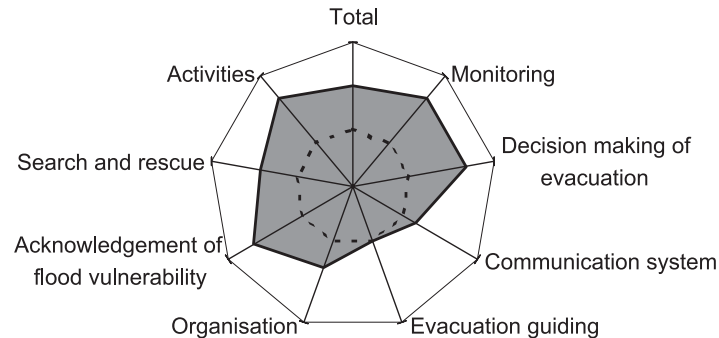 Total
Activities
Monitoring
Search and rescue
Decision making of
evacuation
Acknowledgement of
flood vulnerability
Communication system
Organisation
Evacuation guiding